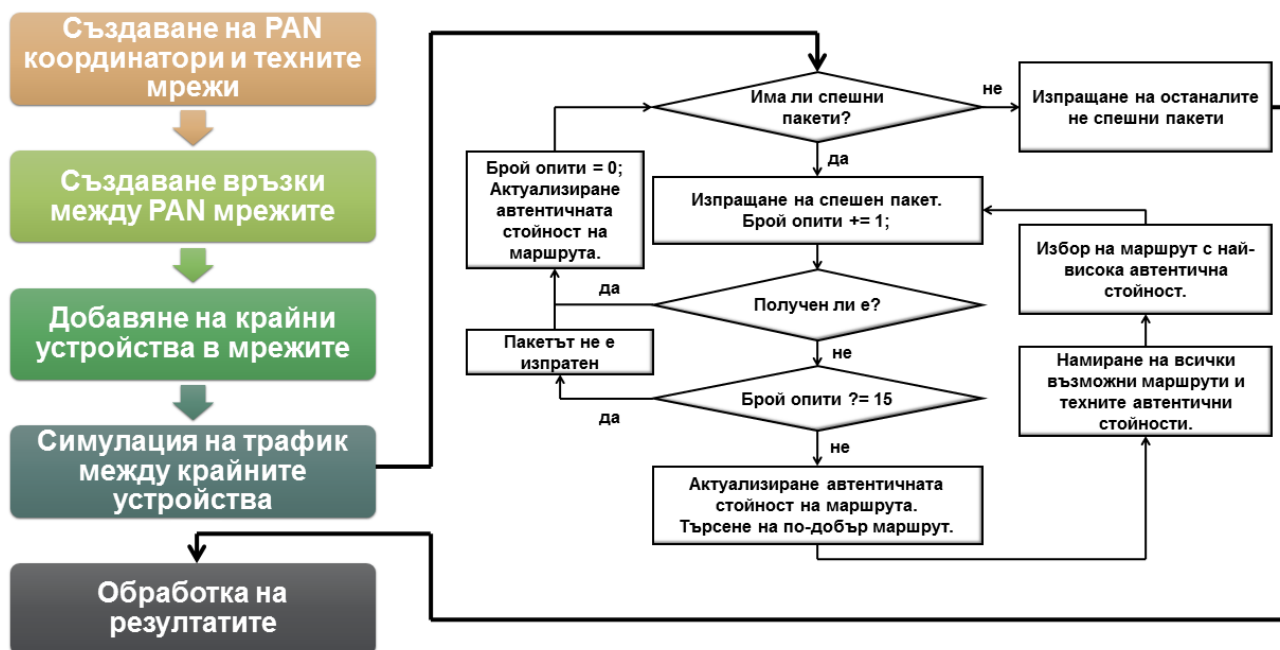 Създаване на PAN
координатори и техните
мрежи
Създаване връзки
между PAN мрежите
Добавяне на крайни
устройства в мрежите
Симулация на трафик
между крайните
устройства
Обработка на
резултатите
Има ли спешни
пакети?
не
Изпращане на останалите
не спешни пакети
да
Брой опити = 0;
Актуализиране
автентичната
стойност на
маршрута.
Изпращане на спешен пакет.
Брой опити += 1;
Избор на маршрут с най-
висока автентична
стойност.
да
Получен ли е?
Пакетът не е
изпратен
не
Намиране на всички
възможни маршрути и
техните автентични
стойности.
Брой опити ?= 15
да
не
Актуализиране автентичната
стойност на маршрута.
Търсене на по-добър маршрут.